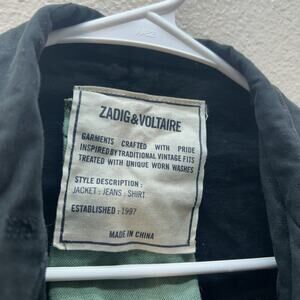 ZADIG&VOLTAIRE
GARMENTS CRAFTED WITH PRIDE
INSPIRED BY TRADITIONAL VINTAGE FITS
TREATED WITH UNIQUE WORN WASHES
STYLE DESCRIPTION :
JACKET : JEANS : SHIRT
ESTABLISHED : 1997
MADE IN CHINA